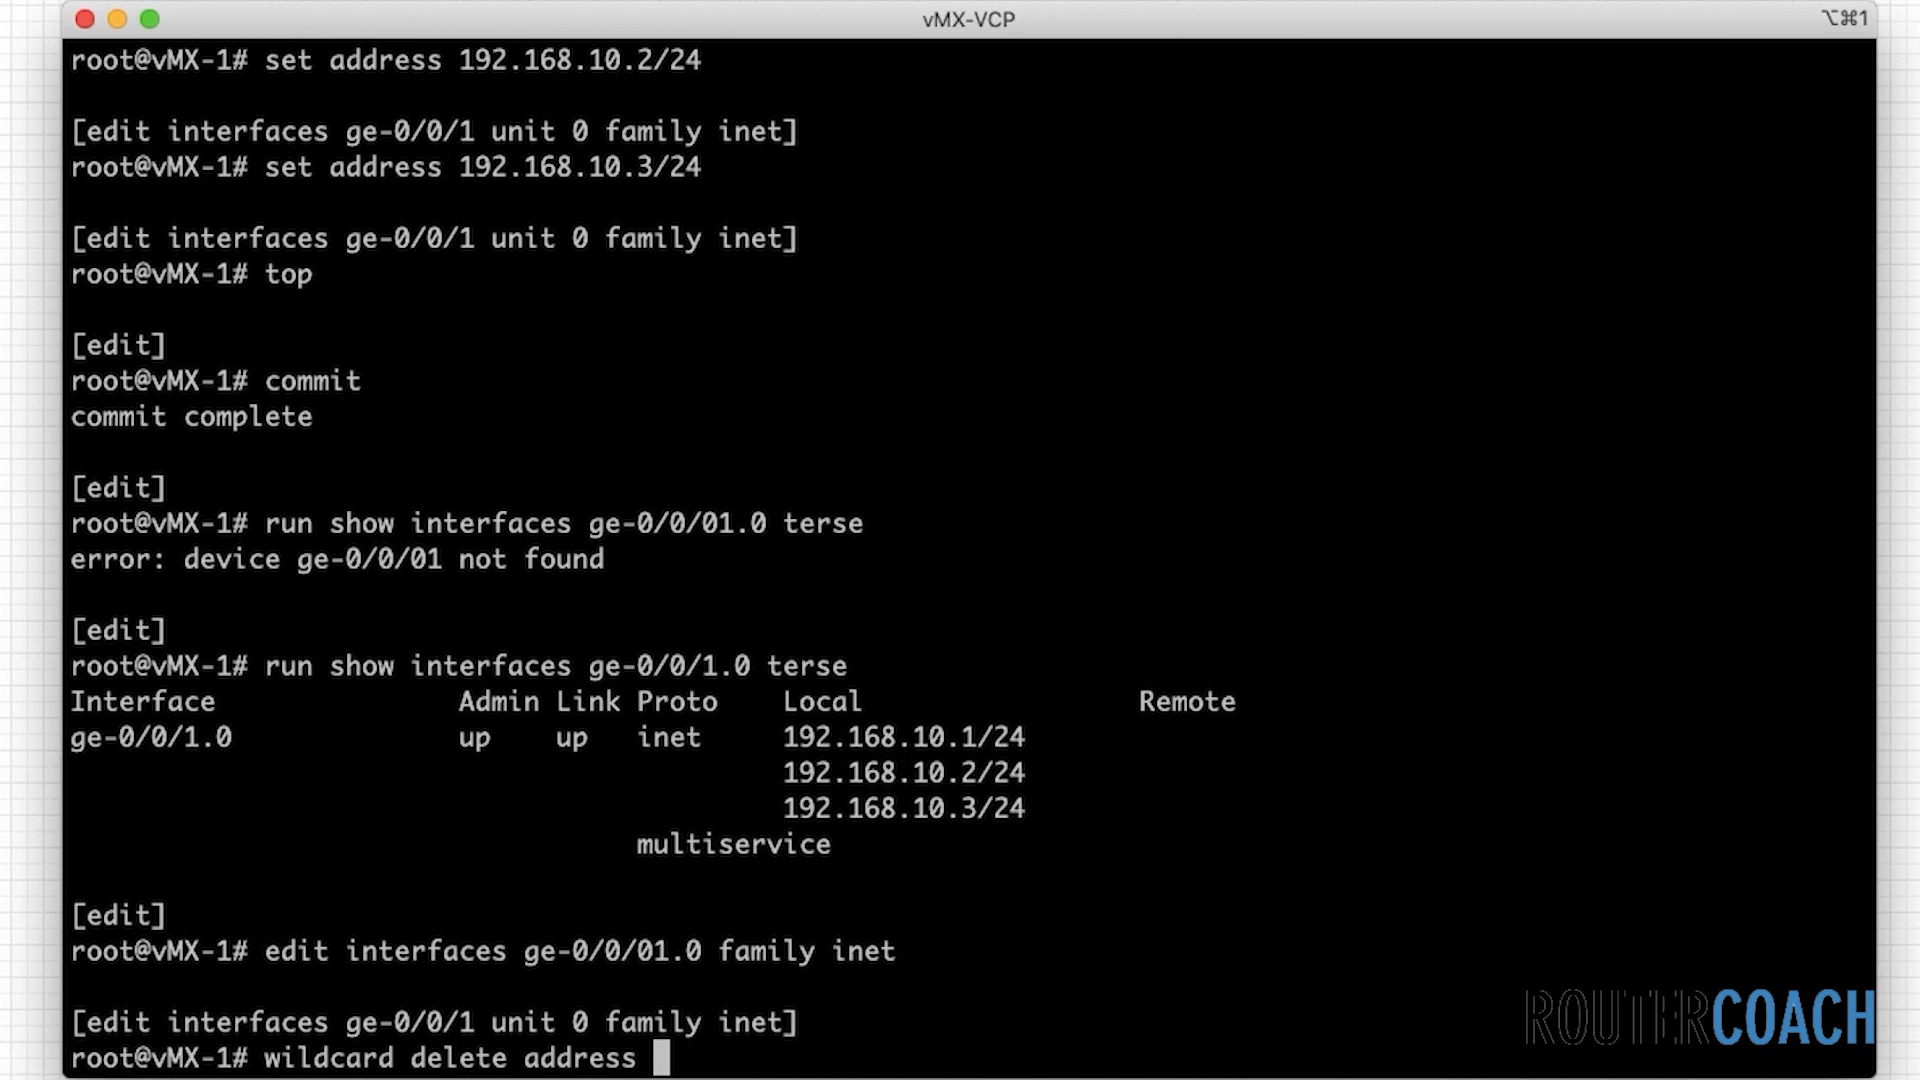 vMX-VCP
⌥⌘1
root@vMX-1# set address 192.168.10.2/24
[edit interfaces ge-0/0/1 unit 0 family inet]
root@vMX-1# set address 192.168.10.3/24
[edit interfaces ge-0/0/1 unit 0 family inet]
root@vMX-1# top
[edit]
root@vMX-1# commit
commit complete
[edit]
root@vMX-1# run show interfaces ge-0/0/01.0 terse
error: device ge-0/0/01 not found
[edit]
root@vMX-1# run show interfaces ge-0/0/1.0 terse
Interface Admin Link Proto Local Remote
ge-0/0/1.0 up up inet 192.168.10.1/24
192.168.10.2/24
192.168.10.3/24
multiservice
[edit]
root@vMX-1# edit interfaces ge-0/0/01.0 family inet
[edit interfaces ge-0/0/1 unit 0 family inet]
root@vMX-1# wildcard delete address
ROUTERCOACH